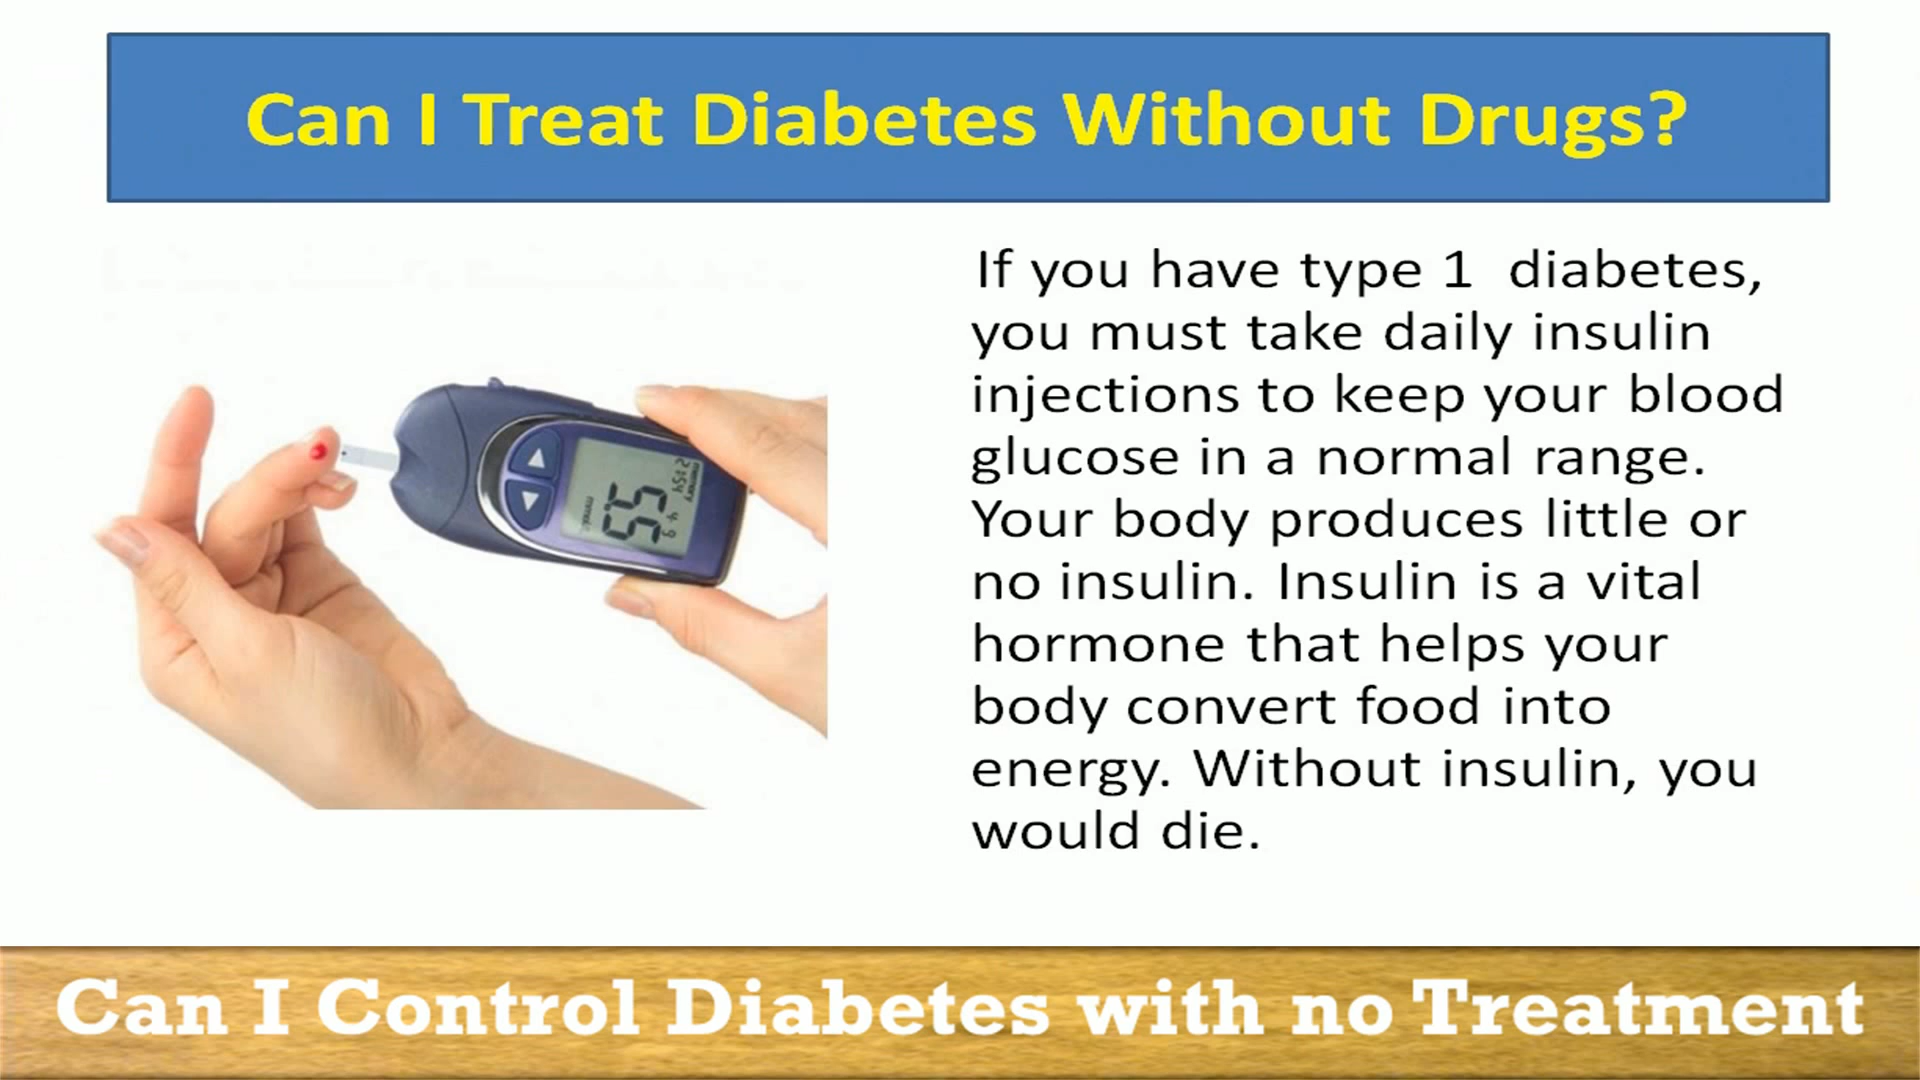 Can I Treat Diabetes Without Drugs?
If you have type 1 diabetes,
you must take daily insulin
injections to keep your blood
glucose in a normal range.
Your body produces little or
no insulin. Insulin is a vital
hormone that helps your
body convert food into
energy. Without insulin, you
would die.
5.5
Can I Control Diabetes with no Treatment